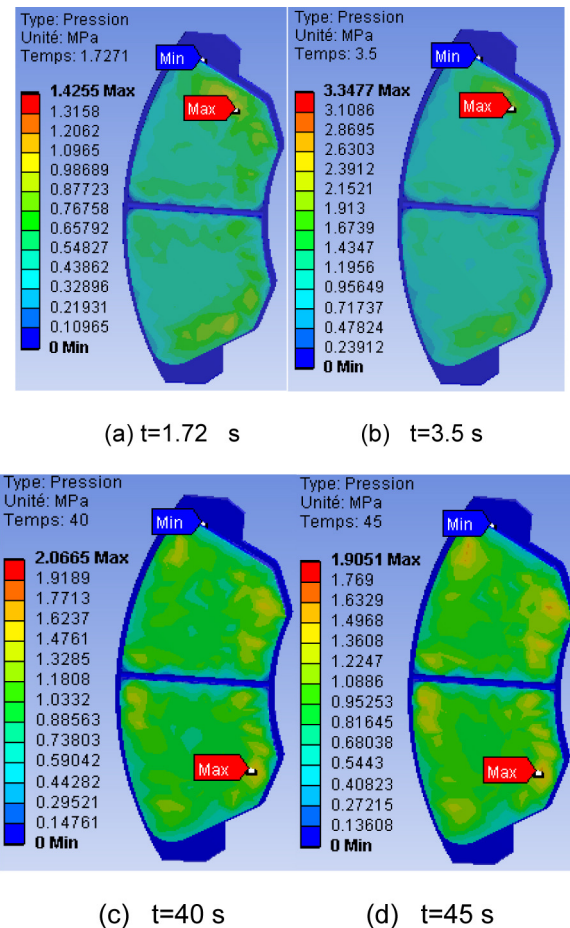 Type: Pression
Unité: MPa
Temps: 1.7271
1.4255 Max
1.3158
1.2062
1.0965
0.98689
0.87723
0.76758
0.65792
0.54827
0.43862
0.32896
0.21931
0.10965
0 Min
Min
Max
Type: Pression
Unité: MPa
Temps: 3.5
3.3477 Max
3.1086
2.8695
2.6303
2.3912
2.1521
1.913
1.6739
1.4347
1.1956
0.95649
0.71737
0.47824
0.23912
0 Min
Min
Max
(a) t=1.72 s
(b) t=3.5 s
Type: Pression
Unité: MPa
Temps: 40
2.0665 Max
1.9189
1.7713
1.6237
1.4761
1.3285
1.1808
1.0332
0.88563
0.73803
0.59042
0.44282
0.29521
0.14761
0 Min
Min
Max
Type: Pression
Unité: MPa
Temps: 45
1.9051 Max
1.769
1.6329
1.4968
1.3608
1.2247
1.0886
0.95253
0.81645
0.68038
0.5443
0.40823
0.27215
0.13608
0 Min
Min
Max
(c) t=40 s
(d) t=45 s